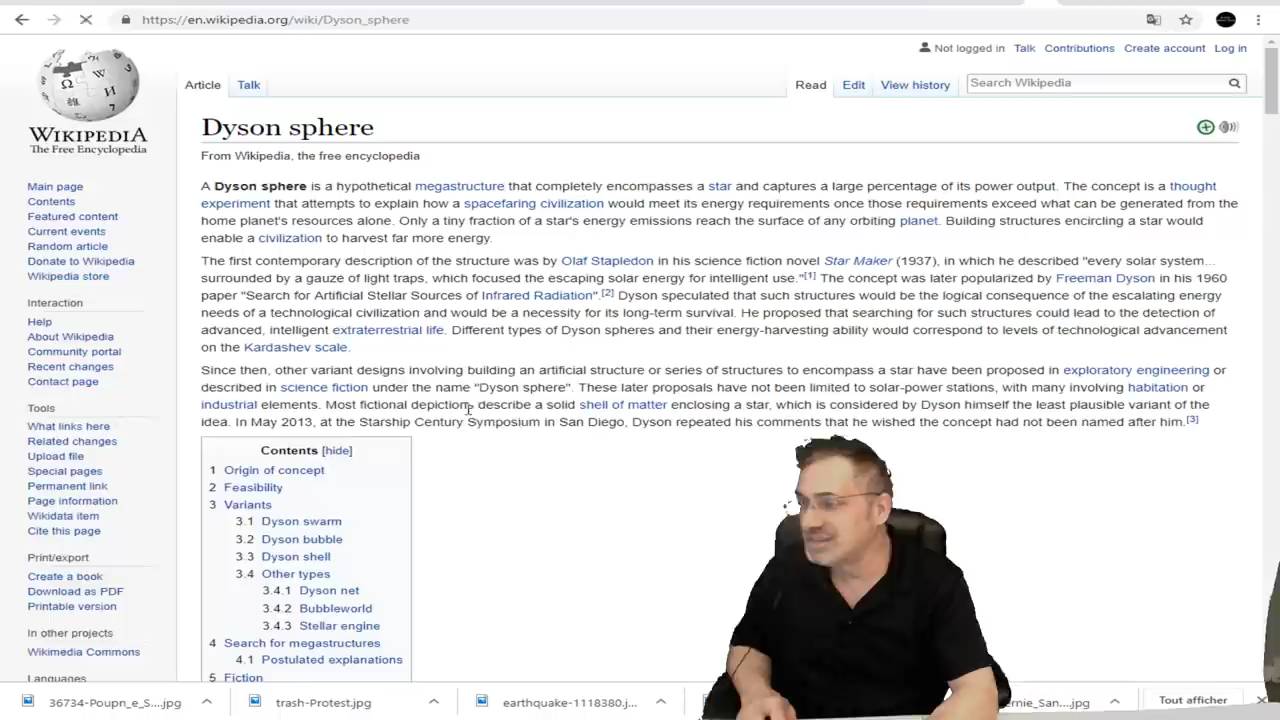 https://en.wikipedia.org/wiki/Dyson_sphere
Not logged in Talk Contributions Create account Log in
Article Talk Read Edit View history Search Wikipedia
WIKIPEDIA
The Free Encyclopedia
Main page
Contents
Featured content
Current events
Random article
Donate to Wikipedia
Wikipedia store
Interaction
Help
About Wikipedia
Community portal
Recent changes
Contact page
Tools
What links here
Related changes
Upload file
Special pages
Permanent link
Page information
Wikidata item
Cite this page
Print/export
Create a book
Download as PDF
Printable version
In other projects
Wikimedia Commons
Languages
Dyson sphere
From Wikipedia, the free encyclopedia
A Dyson sphere is a hypothetical megastructure that completely encompasses a star and captures a large percentage of its power output. The concept is a thought
experiment that attempts to explain how a spacefaring civilization would meet its energy requirements once those requirements exceed what can be generated from the
home planet's resources alone. Only a tiny fraction of a star's energy emissions reach the surface of any orbiting planet. Building structures encircling a star would
enable a civilization to harvest far more energy.
The first contemporary description of the structure was by Olaf Stapledon in his science fiction novel Star Maker (1937), in which he described "every solar system...
surrounded by a gauze of light traps, which focused the escaping solar energy for intelligent use."[1] The concept was later popularized by Freeman Dyson in his 1960
paper "Search for Artificial Stellar Sources of Infrared Radiation".[2] Dyson speculated that such structures would be the logical consequence of the escalating energy
needs of a technological civilization and would be a necessity for its long-term survival. He proposed that searching for such structures could lead to the detection of
advanced, intelligent extraterrestrial life. Different types of Dyson spheres and their energy-harvesting ability would correspond to levels of technological advancement
on the Kardashev scale.
Since then, other variant designs involving building an artificial structure or series of structures to encompass a star have been proposed in exploratory engineering or
described in science fiction under the name "Dyson sphere". These later proposals have not been limited to solar-power stations, with many involving habitation or
industrial elements. Most fictional depictions describe a solid shell of matter enclosing a star, which is considered by Dyson himself the least plausible variant of the
idea. In May 2013, at the Starship Century Symposium in San Diego, Dyson repeated his comments that he wished the concept had not been named after him.[3]
Contents [hide]
1 Origin of concept
2 Feasibility
3 Variants
3.1 Dyson swarm
3.2 Dyson bubble
3.3 Dyson shell
3.4 Other types
3.4.1 Dyson net
3.4.2 Bubbleworld
3.4.3 Stellar engine
4 Search for megastructures
4.1 Postulated explanations
5 Fiction
36734-Poupn_e_S....jpg trash-Protest.jpg earthquake-1118380.j... ernie_San....jpg Tout afficher